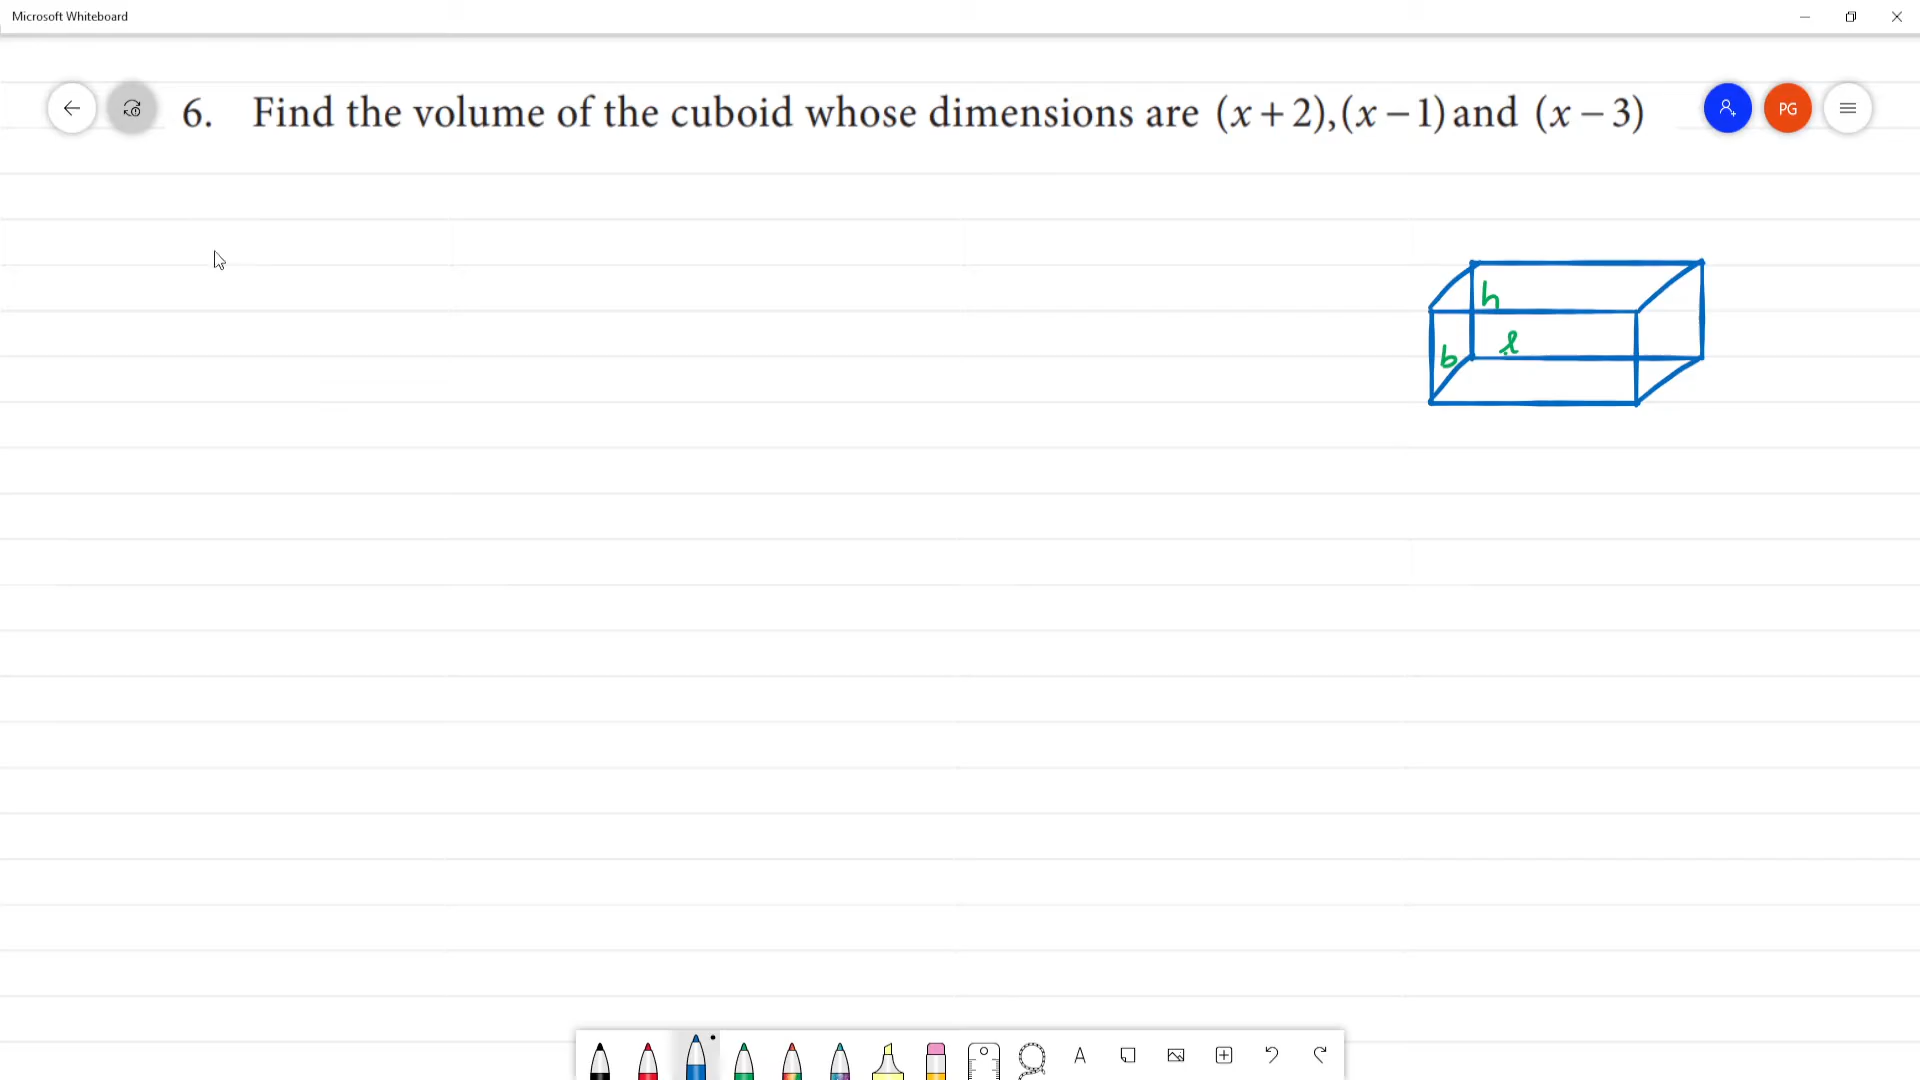 Microsoft Whiteboard
6. Find the volume of the cuboid whose dimensions are (x + 2),(x − 1) and (x − 3)
PG
h
l
b
A